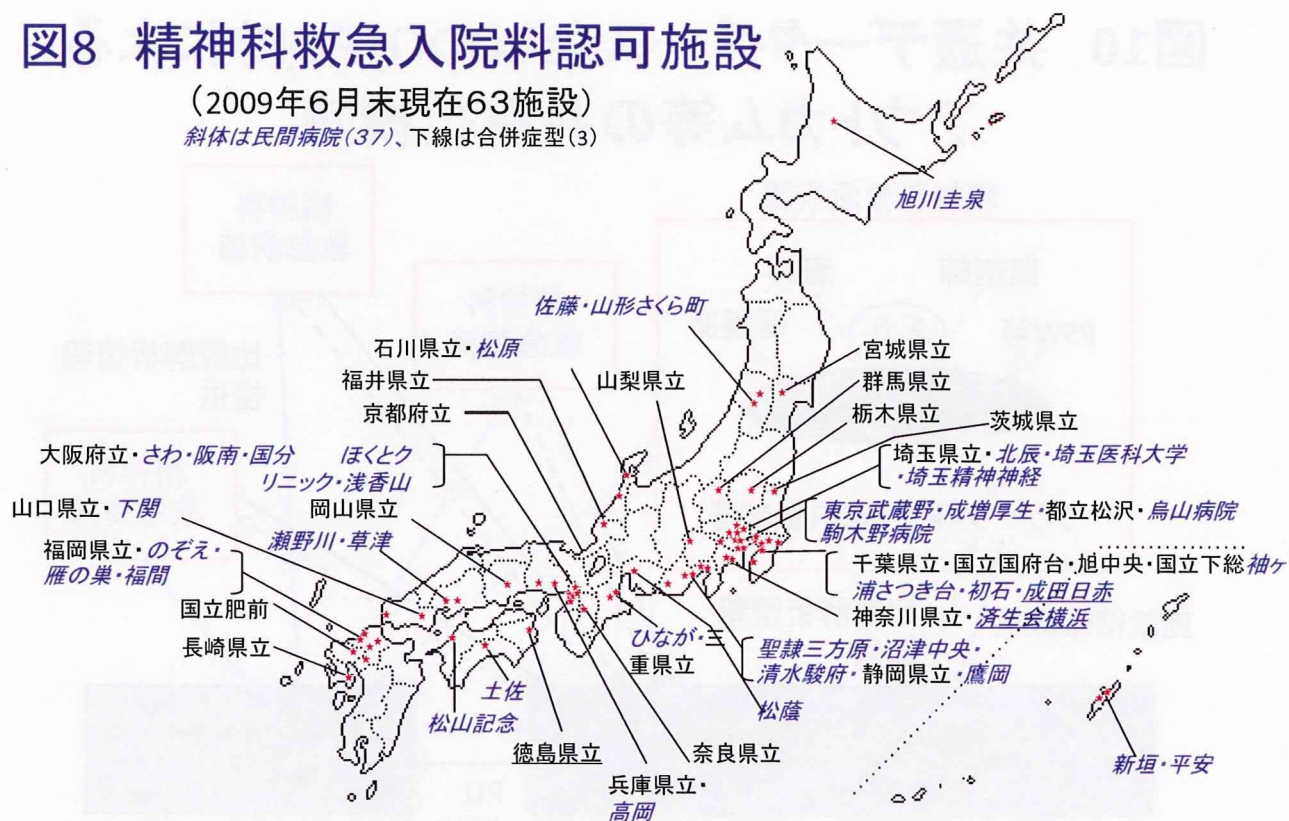 図8 精神科救急入院料認可施設
（2009年6月末現在63施設）
斜体は民間病院(37)、下線は合併症型(3)
旭川圭泉
佐藤・山形さくら町
石川県立・松原
福井県立
京都府立
山梨県立
宮城県立
群馬県立
栃木県立
茨城県立
大阪府立・さわ・阪南・国分 ほくとク
リニック・浅香山
埼玉県立・北辰・埼玉医科大学
・埼玉精神神経
山口県立・下関
岡山県立
東京武蔵野・成増厚生・都立松沢・烏山病院
駒木野病院
瀬野川・草津
福岡県立・のぞえ・
雁の巣・福間
千葉県立・国立国府台・旭中央・国立下総袖ケ
浦さつき台・初石・成田日赤
国立肥前
神奈川県立・済生会横浜
長崎県立
ひなが・三
重県立
聖隷三方原・沼津中央・
清水駿府・静岡県立・鷹岡
土佐
松蔭
松山記念
徳島県立
奈良県立
兵庫県立・
高岡
新垣・平安